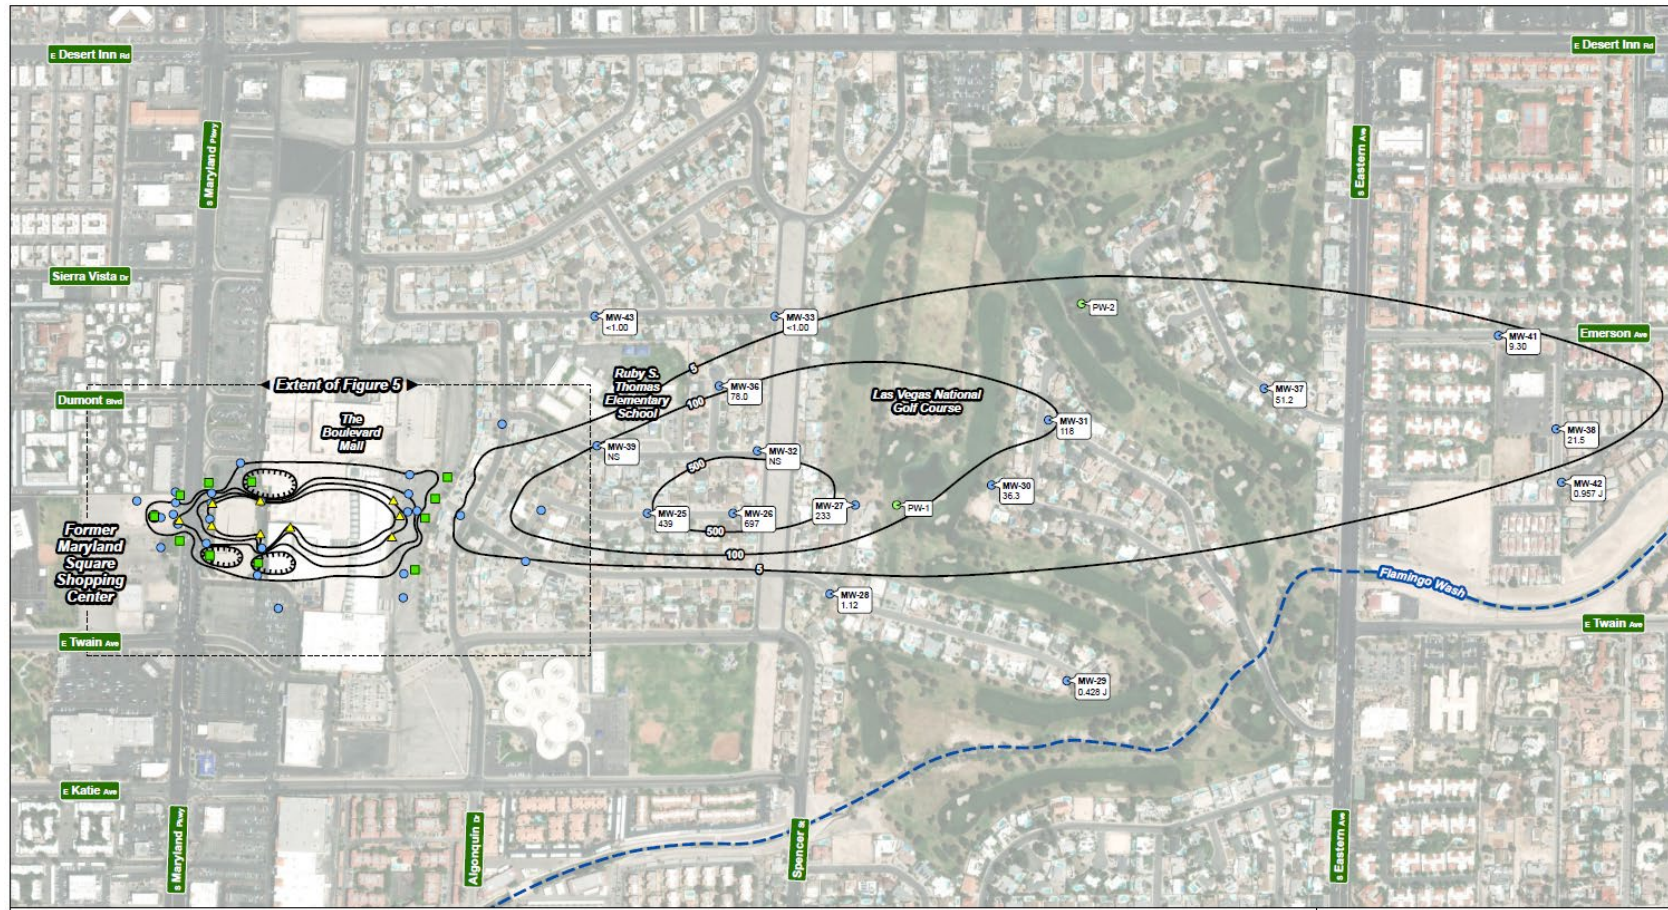 E Desert Inn Rd
E Desert Inn Rd
S Maryland Pkwy
S Eastern Ave
Sierra Vista Dr
PW-2
MW-43
<1.00
MW-33
<1.00
Emerson Ave
MW-41
9.30
5
Extent of Figure 5
Ruby S.
Thomas
Elementary
School
MW-36
78.0
Las Vegas National
Golf Course
MW-37
51.2
Dumont Blvd
100
The
Boulevard
Mall
MW-31
118
MW-38
21.5
MW-39
NS
MW-32
NS
500
MW-30
36.3
MW-42
0.957 J
MW-25
439
MW-26
697
MW-27
233
PW-1
500
Former
Maryland
Square
Shopping
Center
100
5
Flamingo Wash
MW-28
1.12
E Twain Ave
E Twain Ave
MW-29
0.428 J
E Katie Ave
S Maryland Pkwy
Algonquin Dr
Spencer St
S Eastern Ave